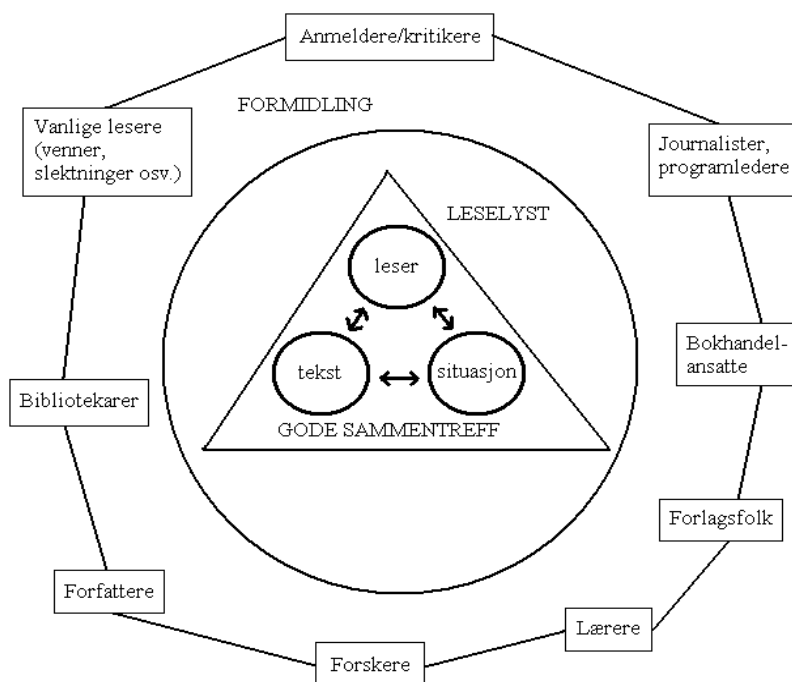 Anmeldere/kritikere
FORMIDLING
Vanlige lesere
(venner,
slektninger osv.)
Journalister,
programledere
LESELYST
leser
tekst
situasjon
GODE SAMMENTREFF
Bokhandel-
ansatte
Bibliotekarer
Forlagsfolk
Forfattere
Lærere
Forskere